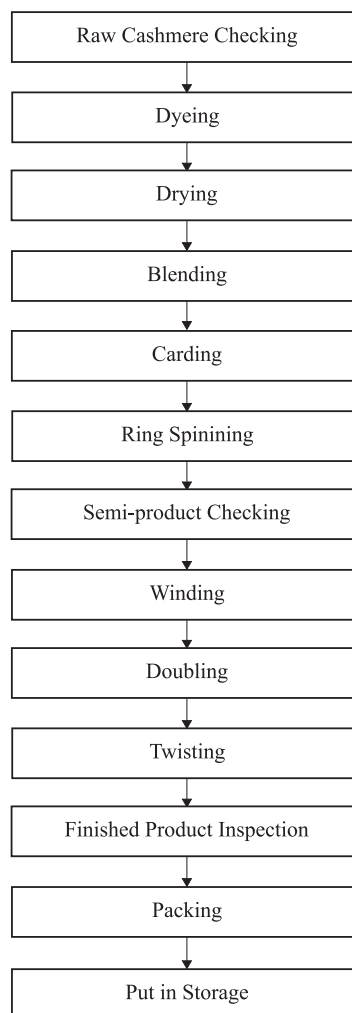 Raw Cashmere Checking
Dyeing
Drying
Blending
Carding
Ring Spinining
Semi-product Checking
Winding
Doubling
Twisting
Finished Product Inspection
Packing
Put in Storage